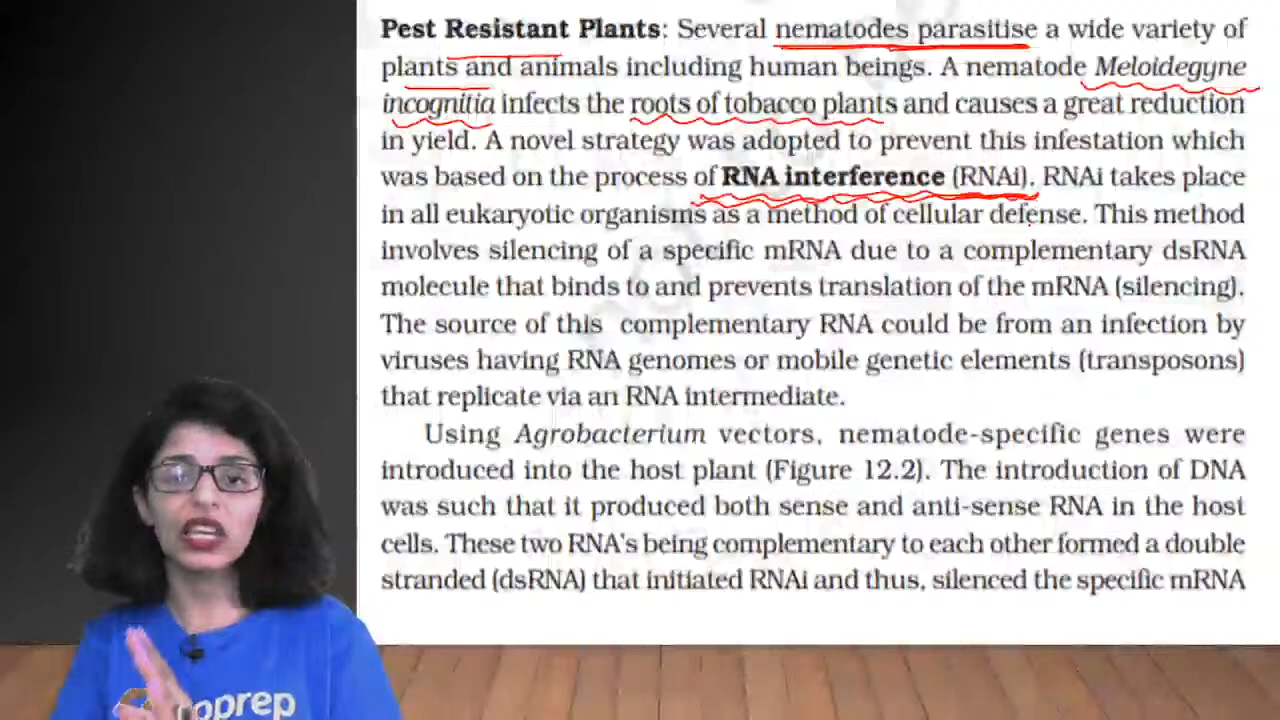 Pest Resistant Plants: Several nematodes parasitise a wide variety of
plants and animals including human beings. A nematode Meloidegyne
incognitia infects the roots of tobacco plants and causes a great reduction
in yield. A novel strategy was adopted to prevent this infestation which
was based on the process of RNA interference (RNAi). RNAi takes place
in all eukaryotic organisms as a method of cellular defense. This method
involves silencing of a specific mRNA due to a complementary dsRNA
molecule that binds to and prevents translation of the mRNA (silencing).
The source of this complementary RNA could be from an infection by
viruses having RNA genomes or mobile genetic elements (transposons)
that replicate via an RNA intermediate.
Using Agrobacterium vectors, nematode-specific genes were
introduced into the host plant (Figure 12.2). The introduction of DNA
was such that it produced both sense and anti-sense RNA in the host
cells. These two RNA's being complementary to each other formed a double
stranded (dsRNA) that initiated RNAi and thus, silenced the specific mRNA